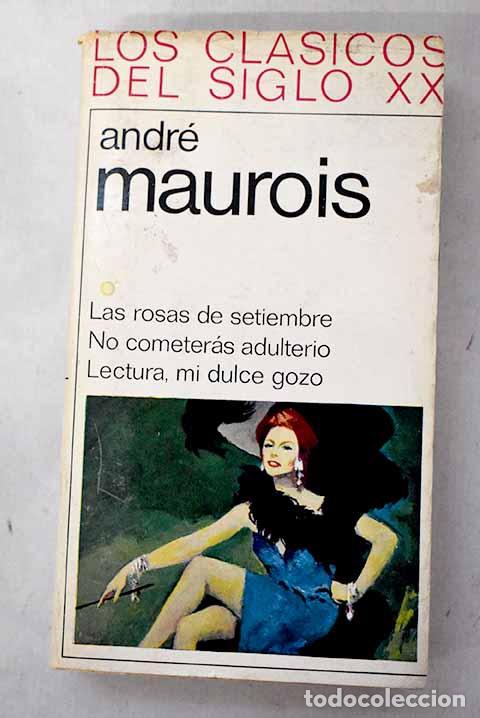 LOS CLASICOS
DEL SIGLO XX
andré
maurois
Las rosas de setiembre
No cometerás adulterio
Lectura, mi dulce gozo
todocoleccion